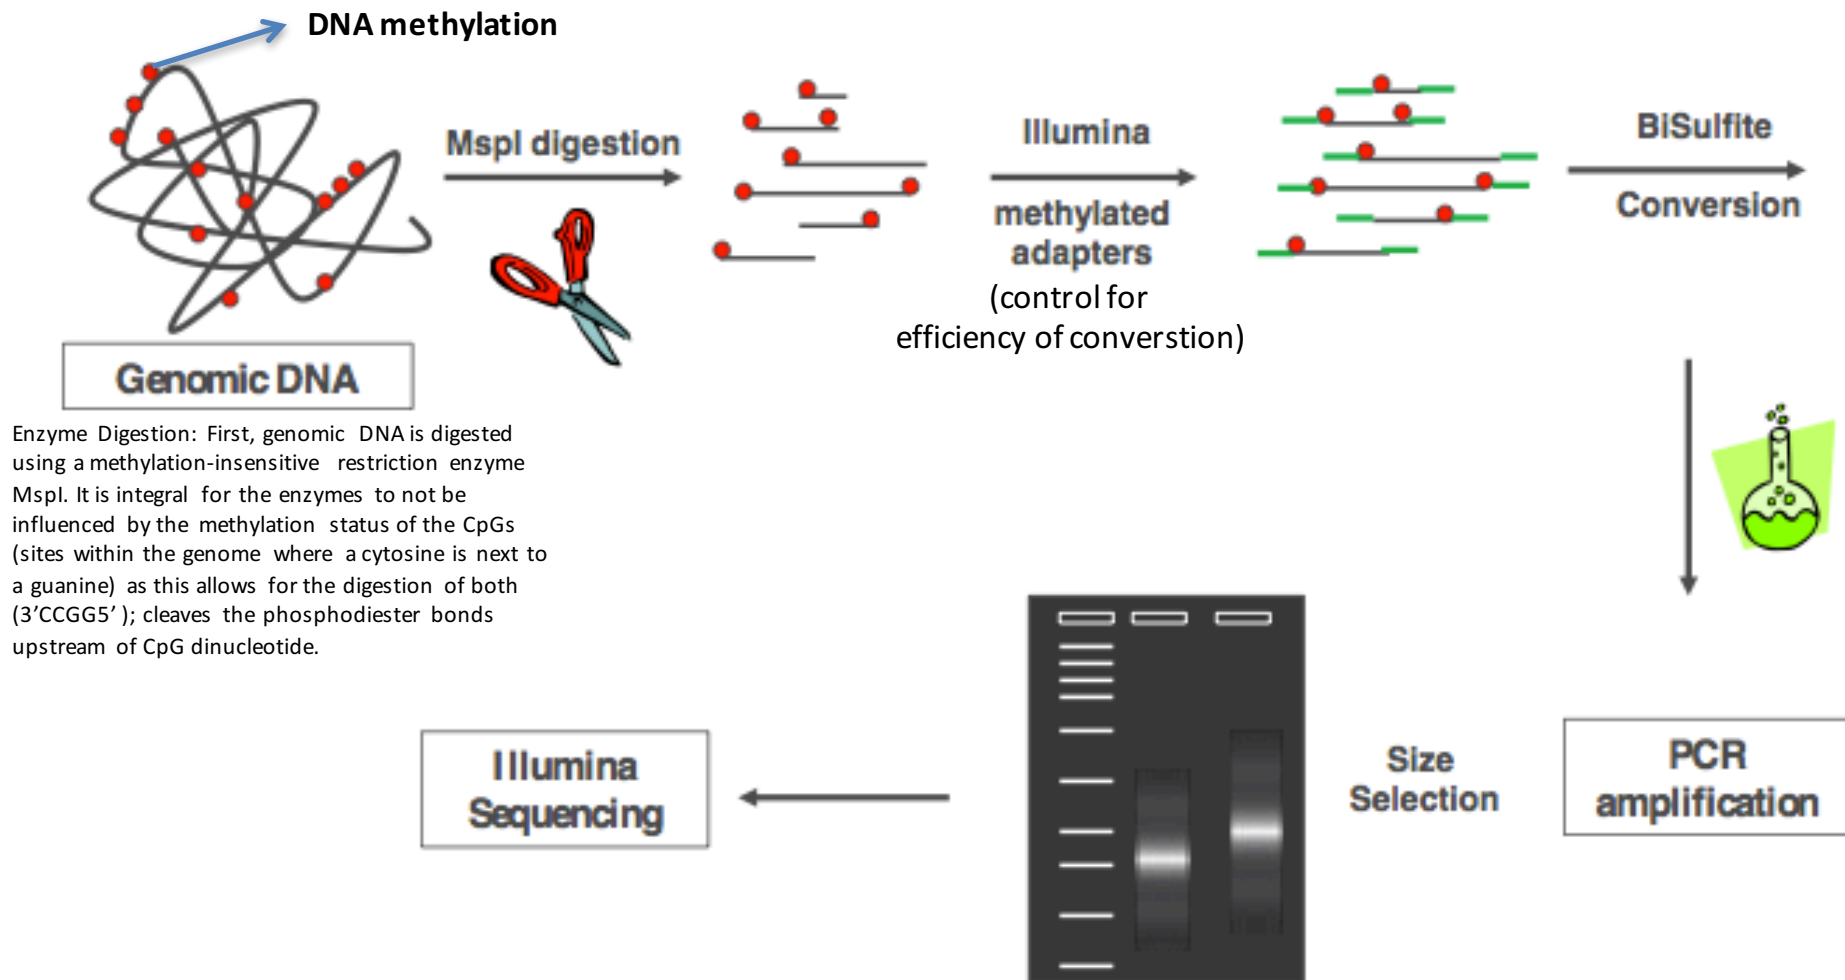 DNA methylation
MspI digestion
Illumina
methylated
adapters
(control for
efficiency of converstion)
BiSulfite
Conversion
Genomic DNA
Enzyme Digestion: First, genomic DNA is digested
using a methylation-insensitive restriction enzyme
MspI. It is integral for the enzymes to not be
influenced by the methylation status of the CpGs
(sites within the genome where a cytosine is next to
a guanine) as this allows for the digestion of both
(3’CCGG5’ ); cleaves the phosphodiester bonds
upstream of CpG dinucleotide.
PCR
amplification
Size
Selection
Illumina
Sequencing